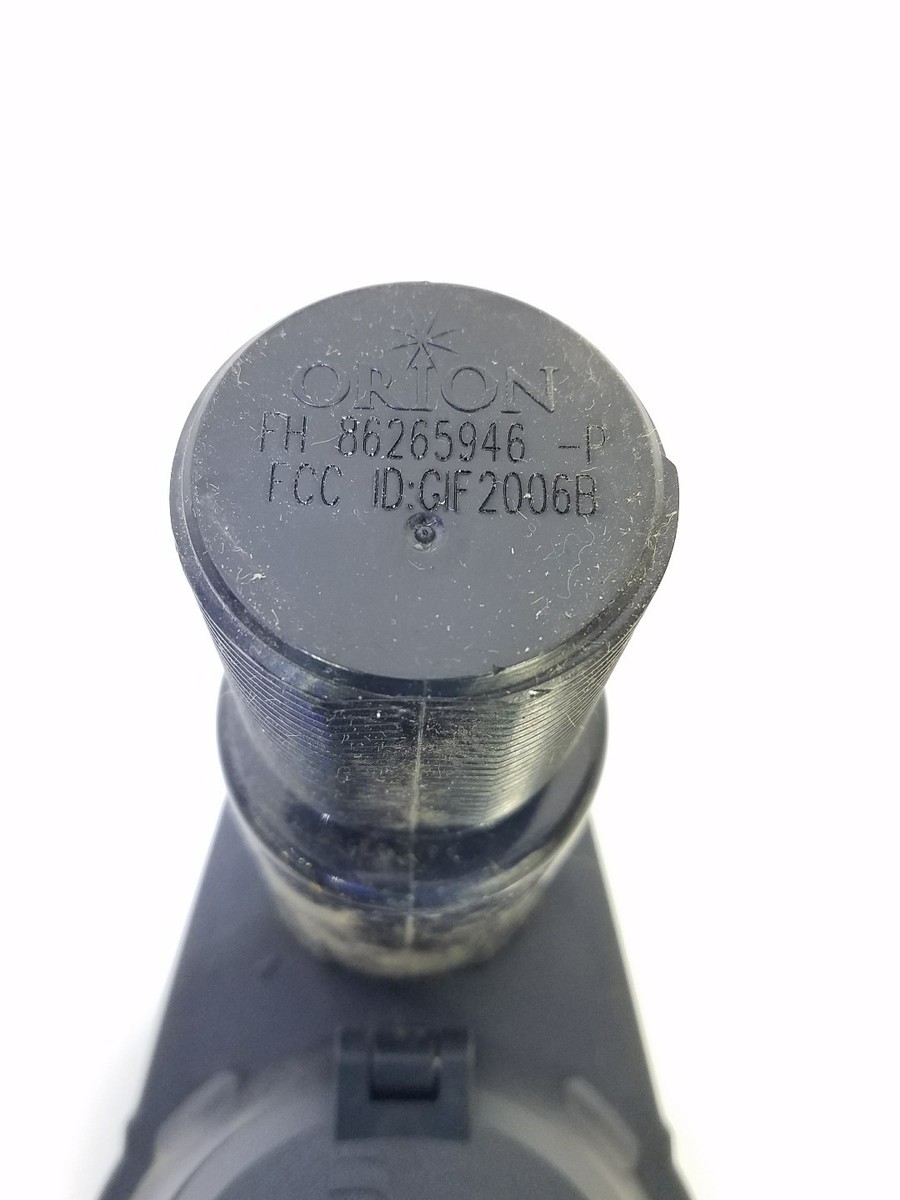 ORION
FH 86265946 -P
FCC ID:GIF2006B